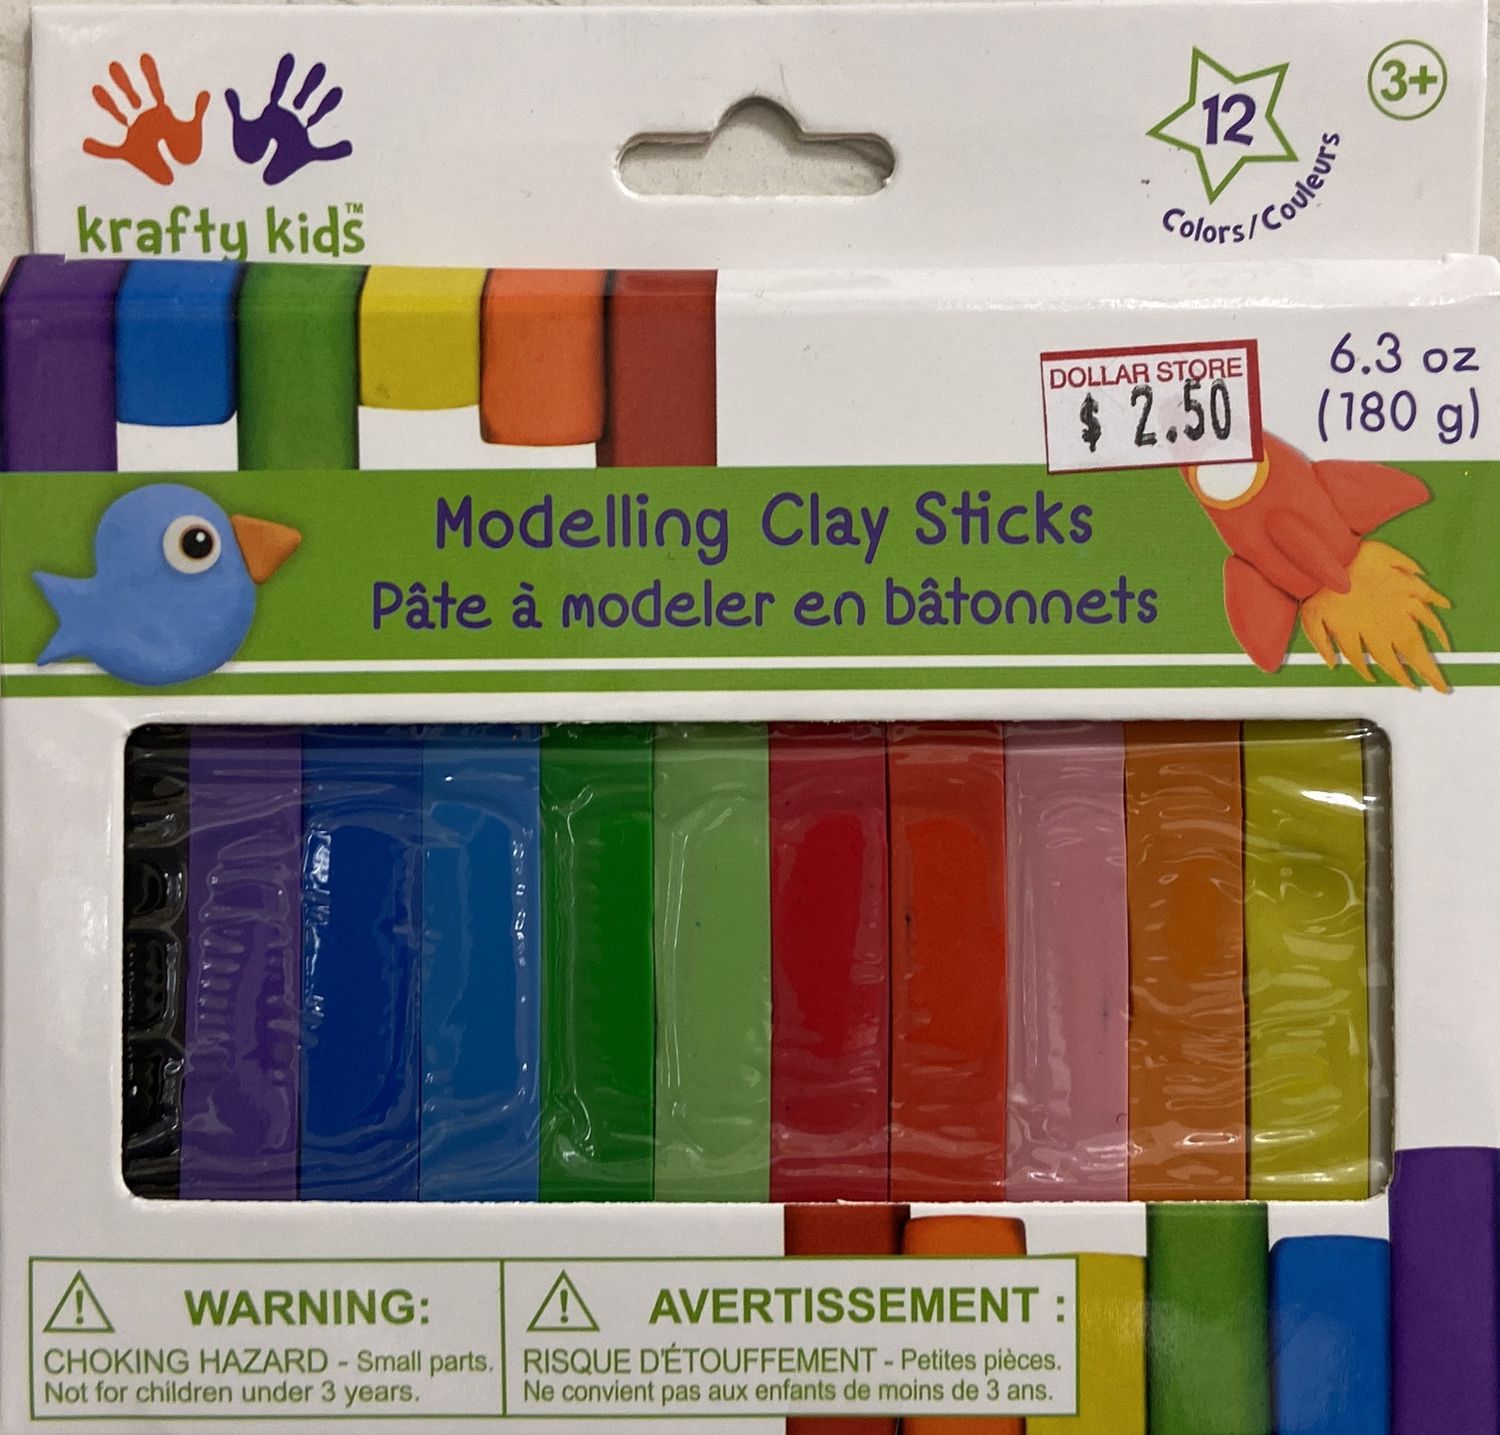 krafty kids™
12
Colors/Couleurs
3+
DOLLAR STORE
$ 2.50
6.3 oz
(180 g)
Modelling Clay Sticks
Pâte à modeler en bâtonnets
WARNING:
CHOKING HAZARD - Small parts.
Not for children under 3 years.
AVERTISSEMENT :
RISQUE D'ÉTOUFFEMENT - Petites pièces.
Ne convient pas aux enfants de moins de 3 ans.